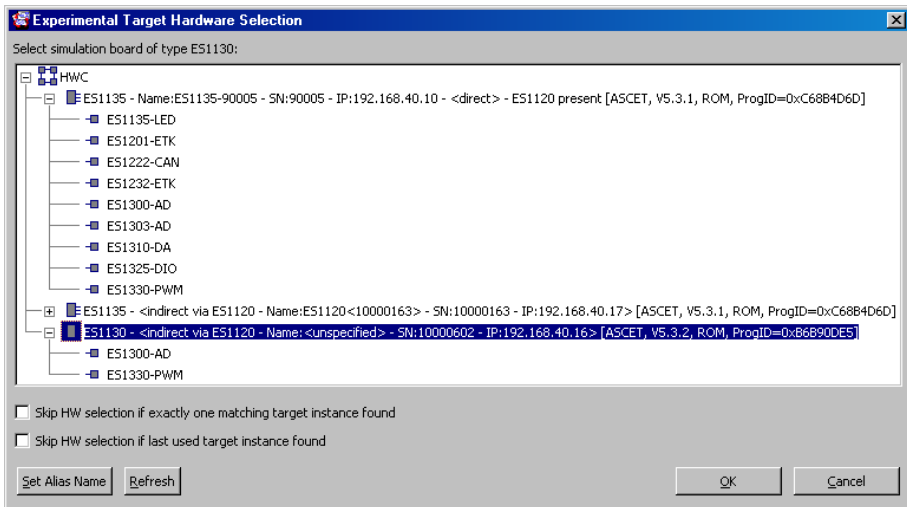 Experimental Target Hardware Selection
Select simulation board of type ES1130:
HWC
ES1135 - Name:ES1135-90005 - SN:90005 - IP:192.168.40.10 - <direct> - ES1120 present [ASCET, V5.3.1, ROM, ProgID=0xC68B4D6D]
ES1135-LED
ES1201-ETK
ES1222-CAN
ES1232-ETK
ES1300-AD
ES1303-AD
ES1310-DA
ES1325-DIO
ES1330-PWM
ES1135 - <indirect via ES1120 - Name:ES1120<10000163> - SN:10000163 - IP:192.168.40.17> [ASCET, V5.3.1, ROM, ProgID=0xC68B4D6D]
ES1130 - <indirect via ES1120 - Name:<unspecified> - SN:10000602 - IP:192.168.40.16> [ASCET, V5.3.2, ROM, ProgID=0xB6B90DE5]
ES1300-AD
ES1330-PWM
Skip HW selection if exactly one matching target instance found
Skip HW selection if last used target instance found
Set Alias Name Refresh OK Cancel